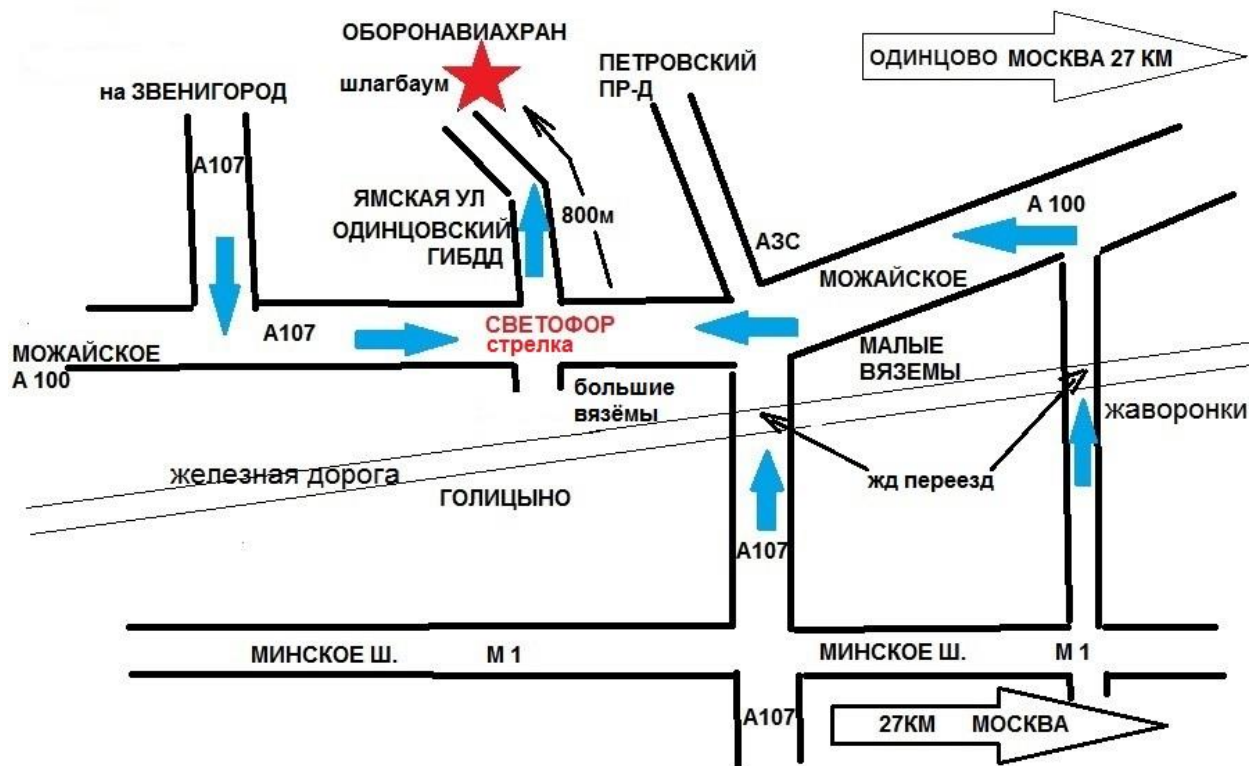 ОБОРОНАВИАХРАН
шлагбаум
на ЗВЕНИГОРОД
ПЕТРОВСКИЙ
ПР-Д
ОДИНЦОВО МОСКВА 27 КМ
А107
ЯМСКАЯ УЛ
ОДИНЦОВСКИЙ
ГИБДД
800м
А 100
АЗС
МОЖАЙСКОЕ
А107
СВЕТОФОР
стрелка
МОЖАЙСКОЕ
А 100
МАЛЫЕ
ВЯЗЕМЫ
большие
вязёмы
жаворонки
железная дорога
ГОЛИЦЫНО
жд переезд
А107
МИНСКОЕ Ш. М 1
МИНСКОЕ Ш. М 1
А107
27КМ МОСКВА